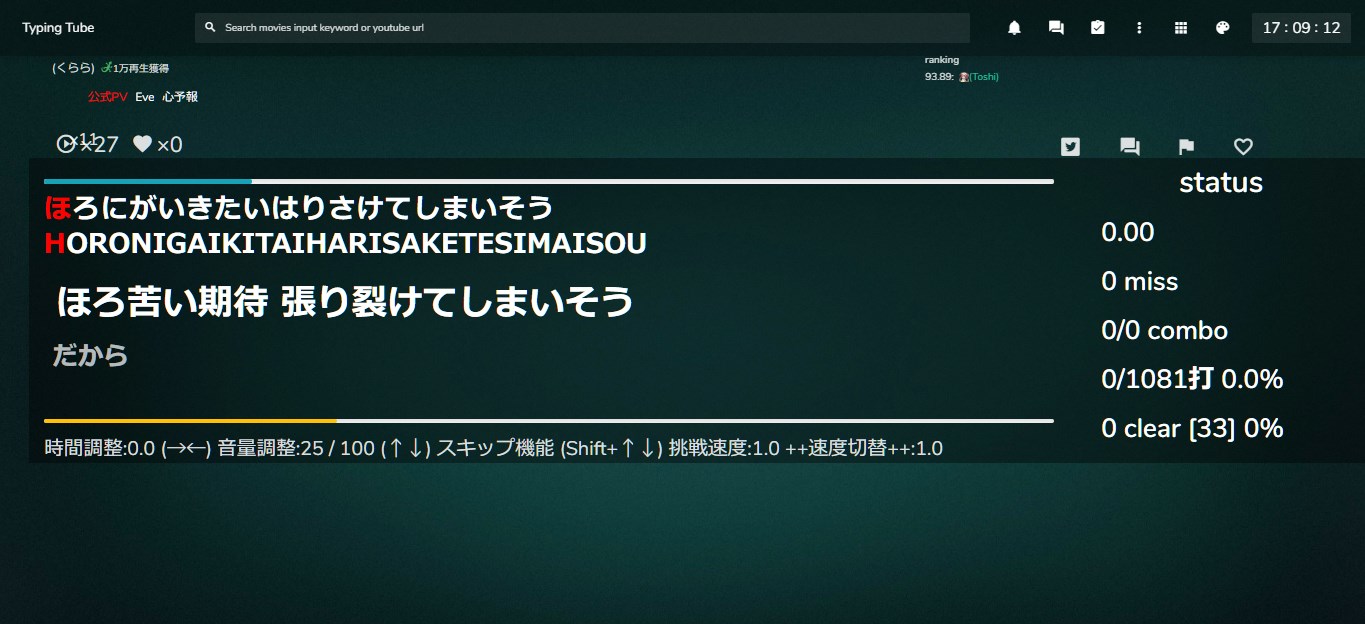 Typing Tube
Search movies input keyword or youtube url
17 : 09 : 12
(くらら) 1万再生獲得
ranking
93.89: (Toshi)
公式PV Eve 心予報
×11
×27 ×0
status
ほろにがいきたいはりさけてしまいそう
HORONIGAIKITAIHARISAKETESIMAISOU
ほろ苦い期待 張り裂けてしまいそう
だから
0.00
0 miss
0/0 combo
0/1081打 0.0%
0 clear [33] 0%
時間調整:0.0 (→←) 音量調整:25 / 100 (↑↓) スキップ機能 (Shift+↑↓) 挑戦速度:1.0 ++速度切替++:1.0